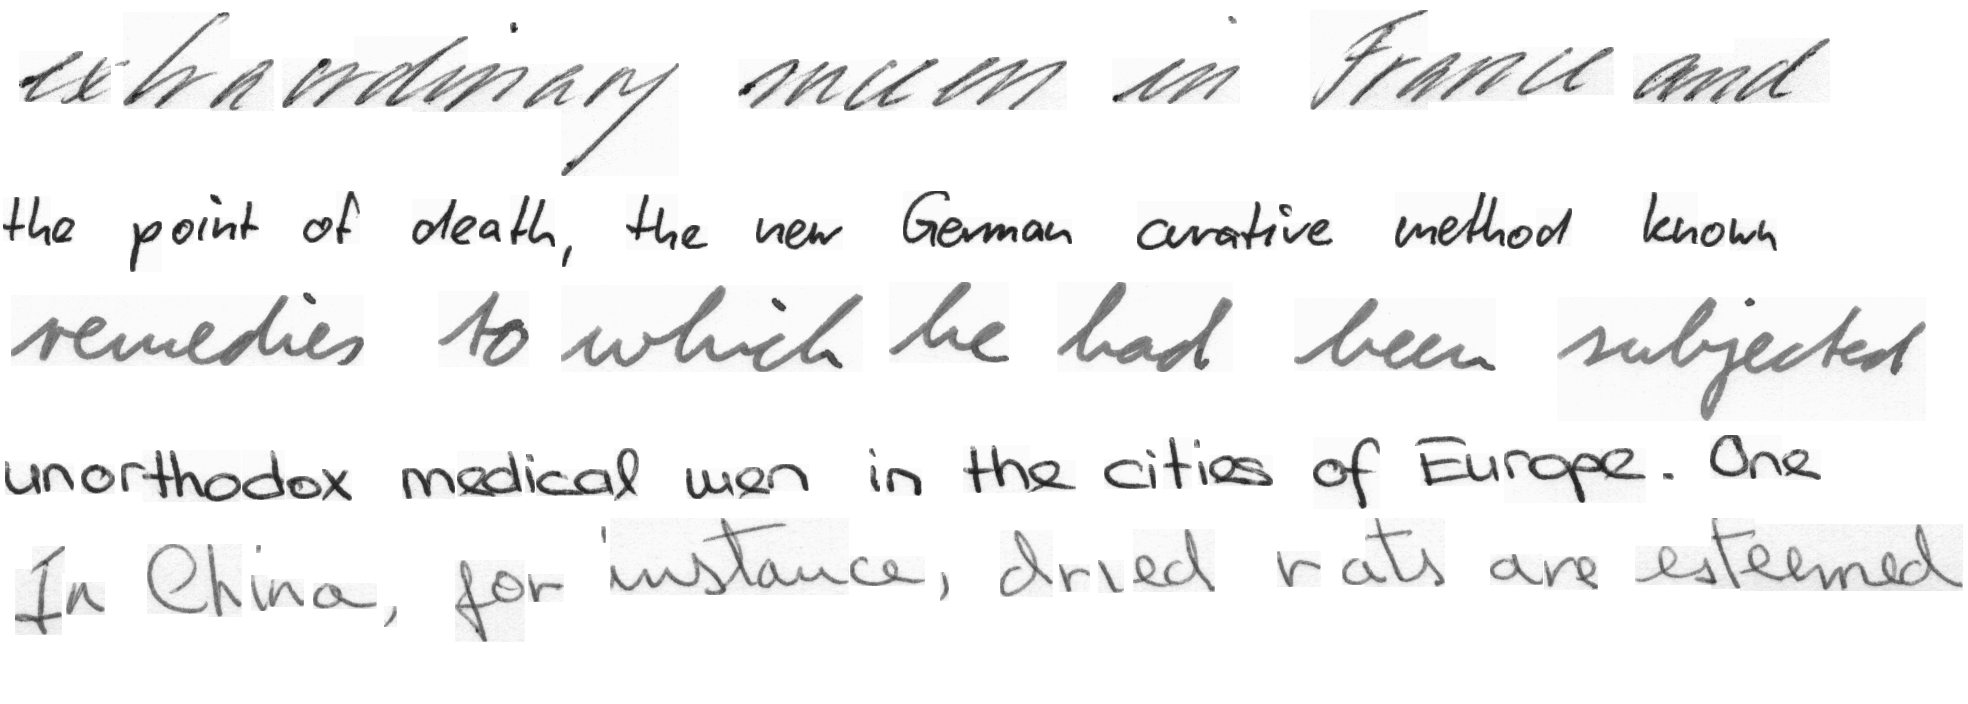 extraordinary success in France and
the point of death, the new German curative method known
remedies to which he had been subjected
unorthodox medical men in the cities of Europe. One
In China, for instance, dried rats are esteemed